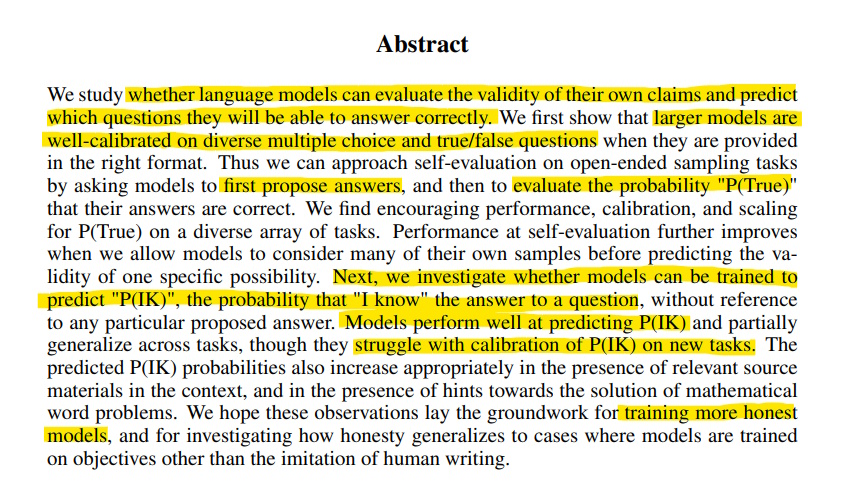 Abstract
We study whether language models can evaluate the validity of their own claims and predict
which questions they will be able to answer correctly. We first show that larger models are
well-calibrated on diverse multiple choice and true/false questions when they are provided
in the right format. Thus we can approach self-evaluation on open-ended sampling tasks
by asking models to first propose answers, and then to evaluate the probability "P(True)"
that their answers are correct. We find encouraging performance, calibration, and scaling
for P(True) on a diverse array of tasks. Performance at self-evaluation further improves
when we allow models to consider many of their own samples before predicting the va-
lidity of one specific possibility. Next, we investigate whether models can be trained to
predict "P(IK)", the probability that "I know" the answer to a question, without reference
to any particular proposed answer. Models perform well at predicting P(IK) and partially
generalize across tasks, though they struggle with calibration of P(IK) on new tasks. The
predicted P(IK) probabilities also increase appropriately in the presence of relevant source
materials in the context, and in the presence of hints towards the solution of mathematical
word problems. We hope these observations lay the groundwork for training more honest
models, and for investigating how honesty generalizes to cases where models are trained
on objectives other than the imitation of human writing.